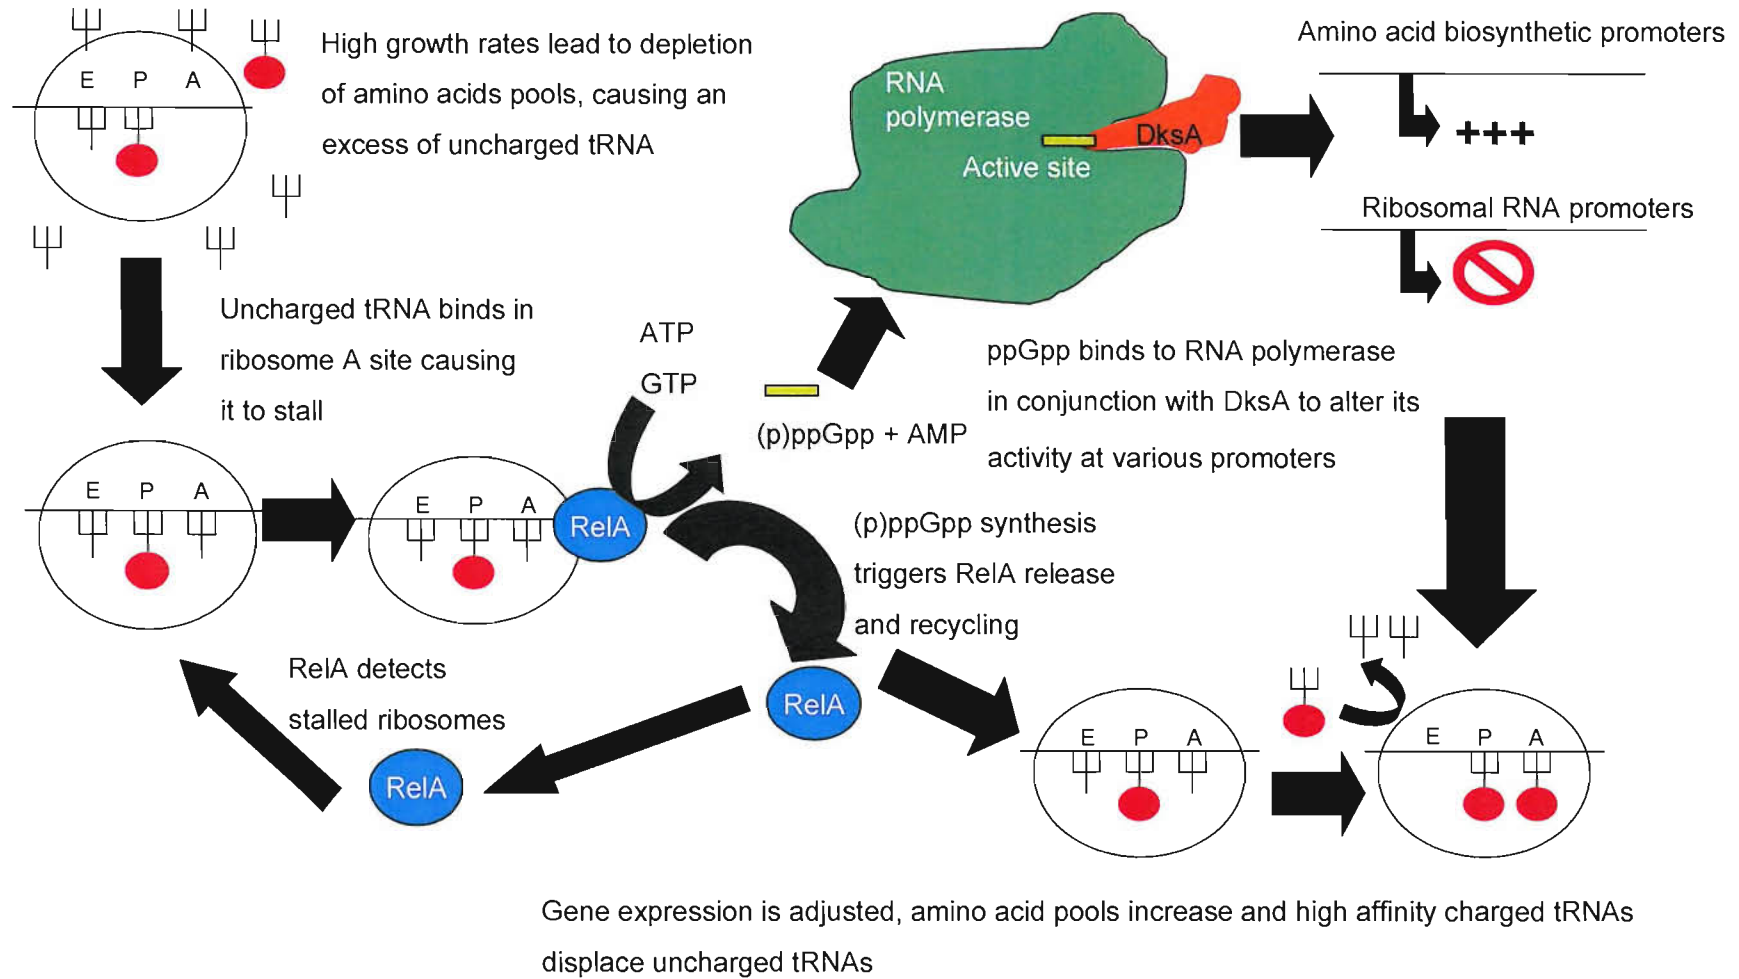 High growth rates lead to depletion
of amino acids pools, causing an
excess of uncharged tRNA
E P A
Uncharged tRNA binds in
ribosome A site causing
it to stall
E P A
E P A
RelA
ATP
GTP
(p)ppGpp + AMP
RNA
polymerase
DksA
Active site
Amino acid biosynthetic promoters
+++
Ribosomal RNA promoters
ppGpp binds to RNA polymerase
in conjunction with DksA to alter its
activity at various promoters
(p)ppGpp synthesis
triggers RelA release
and recycling
RelA
RelA detects
stalled ribosomes
RelA
E P A
E P A
Gene expression is adjusted, amino acid pools increase and high affinity charged tRNAs
displace uncharged tRNAs